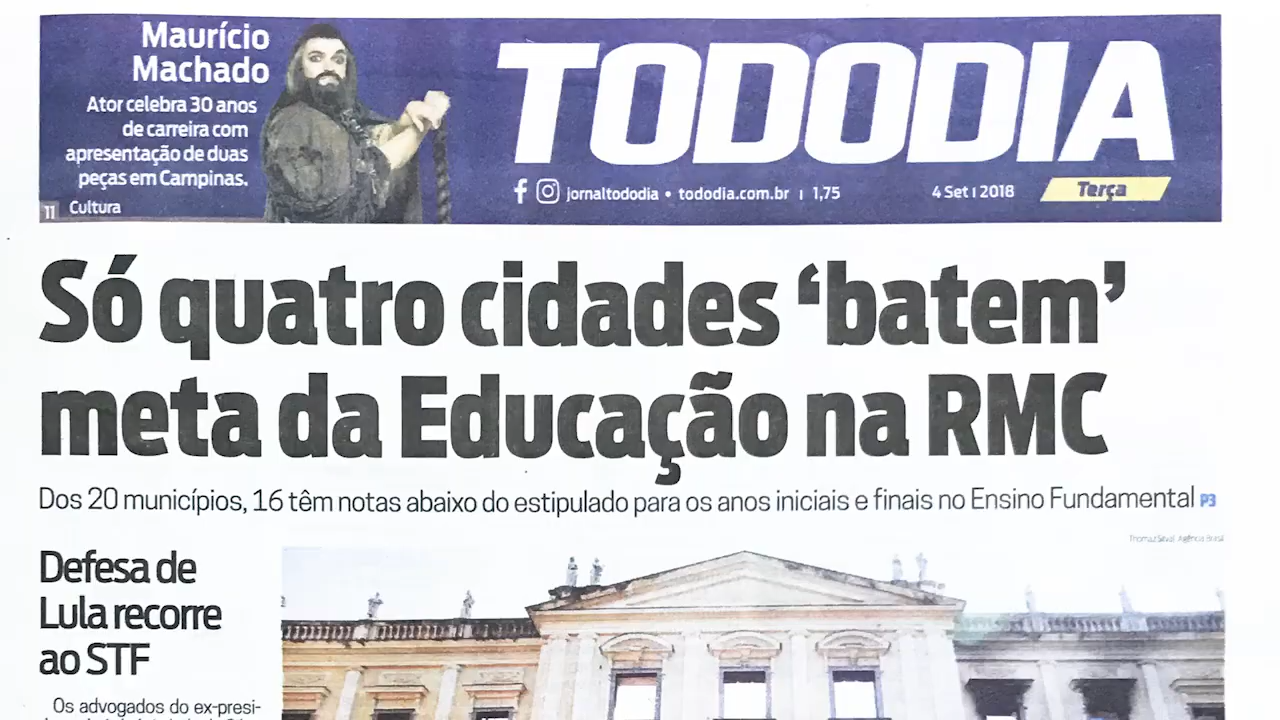 Maurício
Machado
Ator celebra 30 anos
de carreira com
apresentação de duas
peças em Campinas.
11 Cultura
TODODIA
jornaltododia • tododia.com.br | 1,75
4 Set | 2018
Terça
Só quatro cidades ‘batem’
meta da Educação na RMC
Dos 20 municípios, 16 têm notas abaixo do estipulado para os anos iniciais e finais no Ensino Fundamental P3
Agência Brasil
Defesa de
Lula recorre
ao STF
Os advogados do ex-presi-